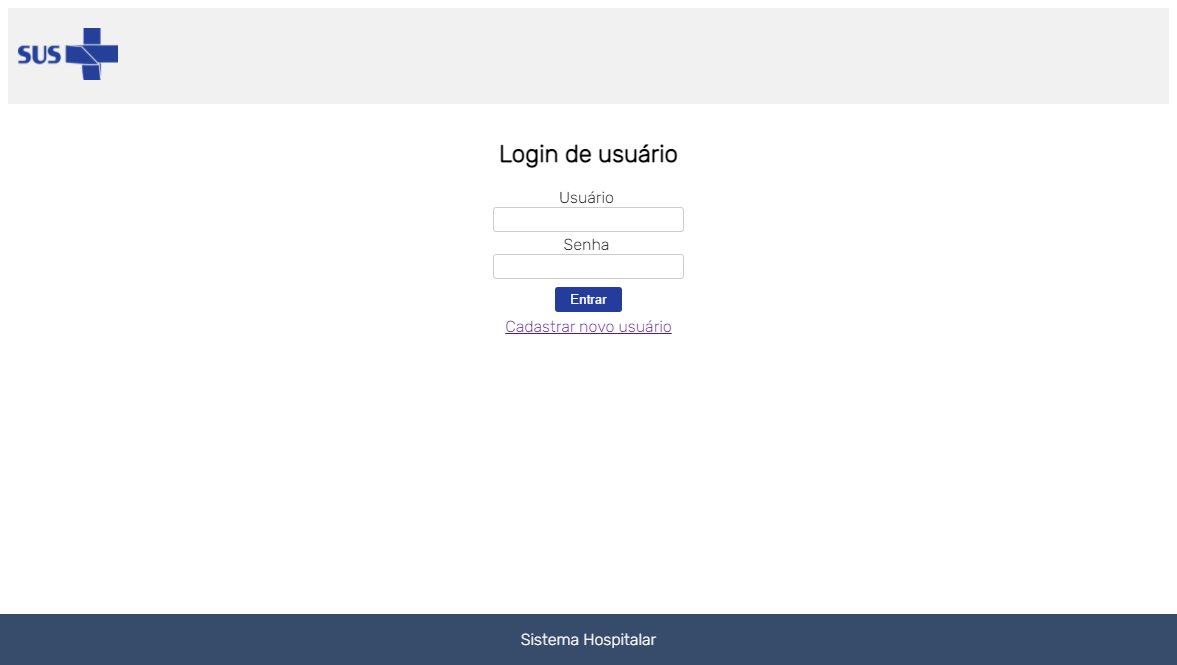 SUS
Login de usuário
Usuário
Senha
Entrar
Cadastrar novo usuário
Sistema Hospitalar